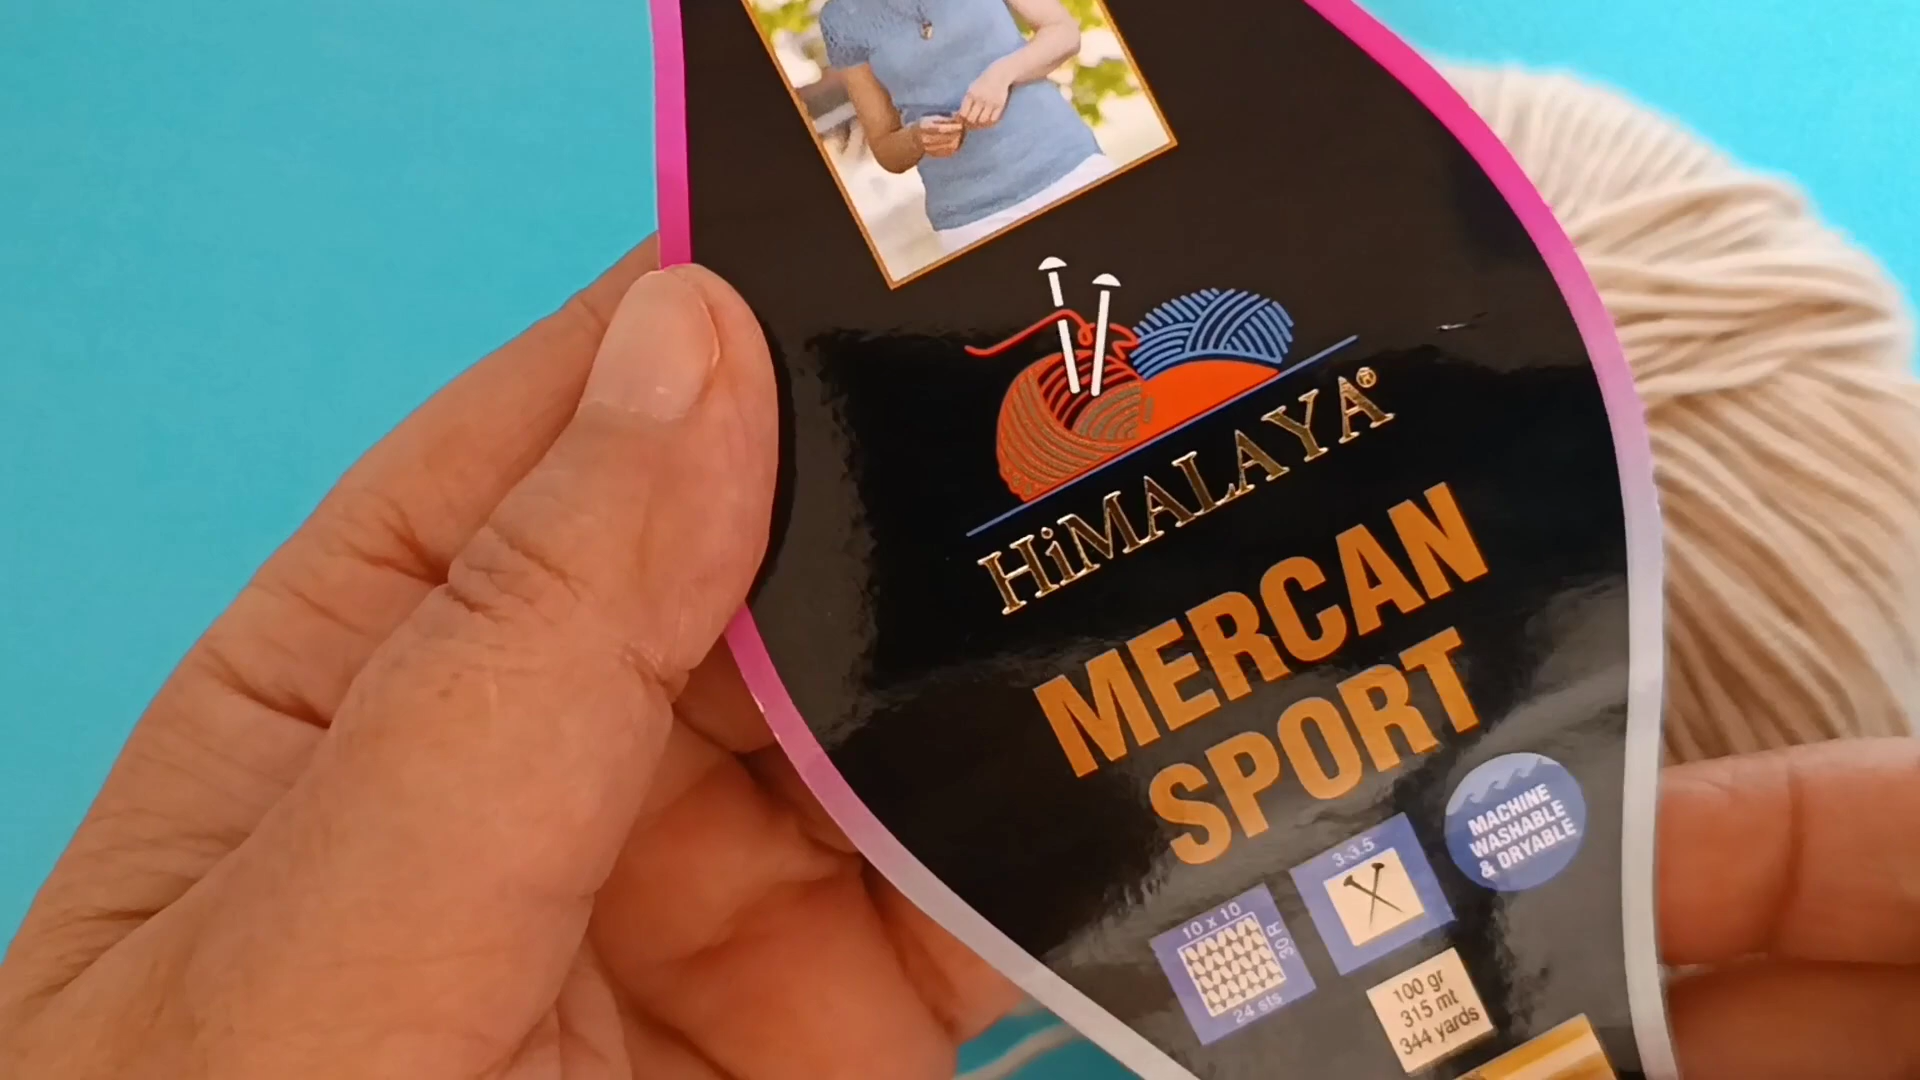 HiMALAYA®
MERCAN
SPORT
MACHINE
WASHABLE
& DRYABLE
3-3.5
10 x 10
30 R
24 sts
100 gr
315 mt
344 yards